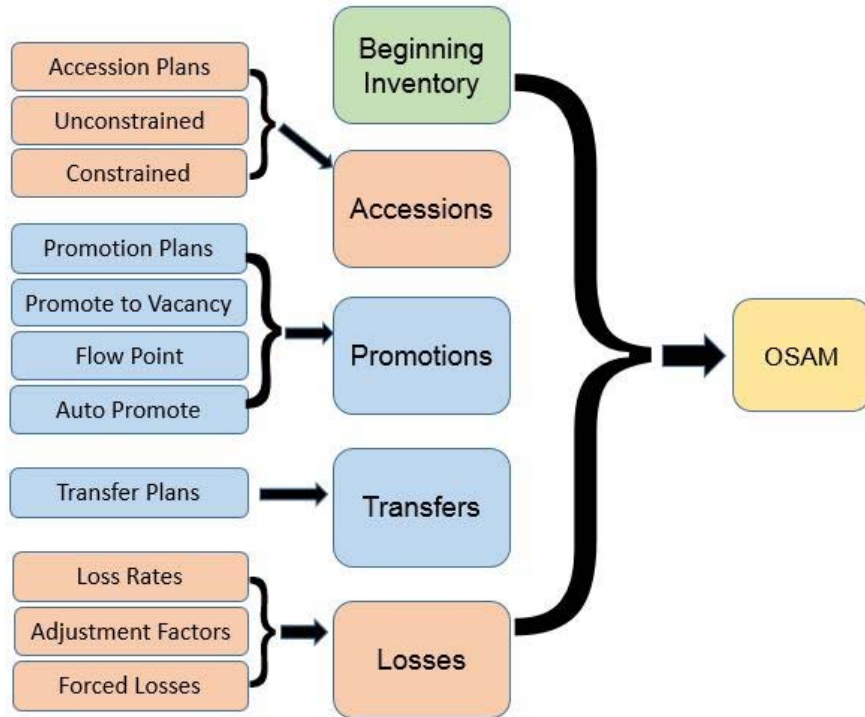 Accession Plans
Unconstrained
Constrained
Promotion Plans
Promote to Vacancy
Flow Point
Auto Promote
Transfer Plans
Loss Rates
Adjustment Factors
Forced Losses
Beginning
Inventory
Accessions
Promotions
Transfers
Losses
OSAM